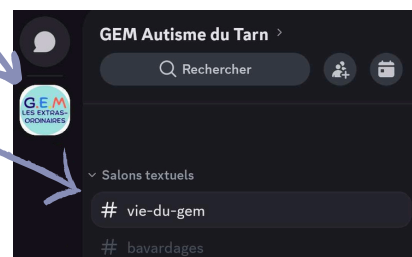 GEM Autisme du Tarn
Rechercher
G.E.M
LES EXTRAS-
ORDINAIRES
Salons textuels
# vie-du-gem
# bavardages